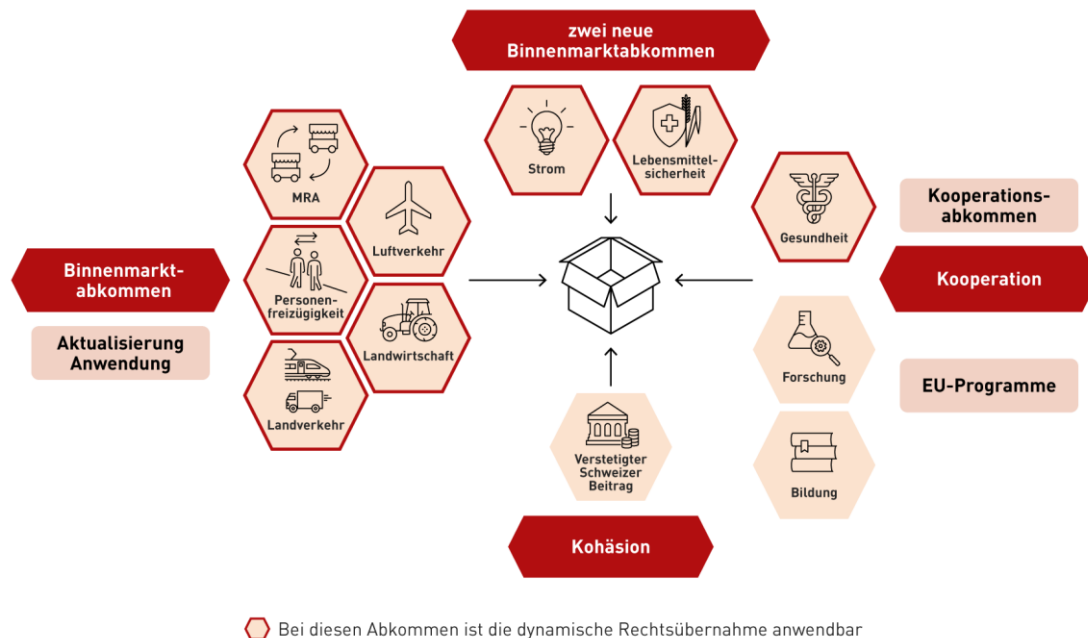 zwei neue
Binnenmarktabkommen
Strom
Lebensmittel-
sicherheit
MRA
Luftverkehr
Personen-
freizügigkeit
Landwirtschaft
Landverkehr
Binnenmarkt-
abkommen
Aktualisierung
Anwendung
Gesundheit
Kooperations-
abkommen
Kooperation
Forschung
EU-Programme
Bildung
Verstetigter
Schweizer
Beitrag
Kohäsion
Bei diesen Abkommen ist die dynamische Rechtsübernahme anwendbar